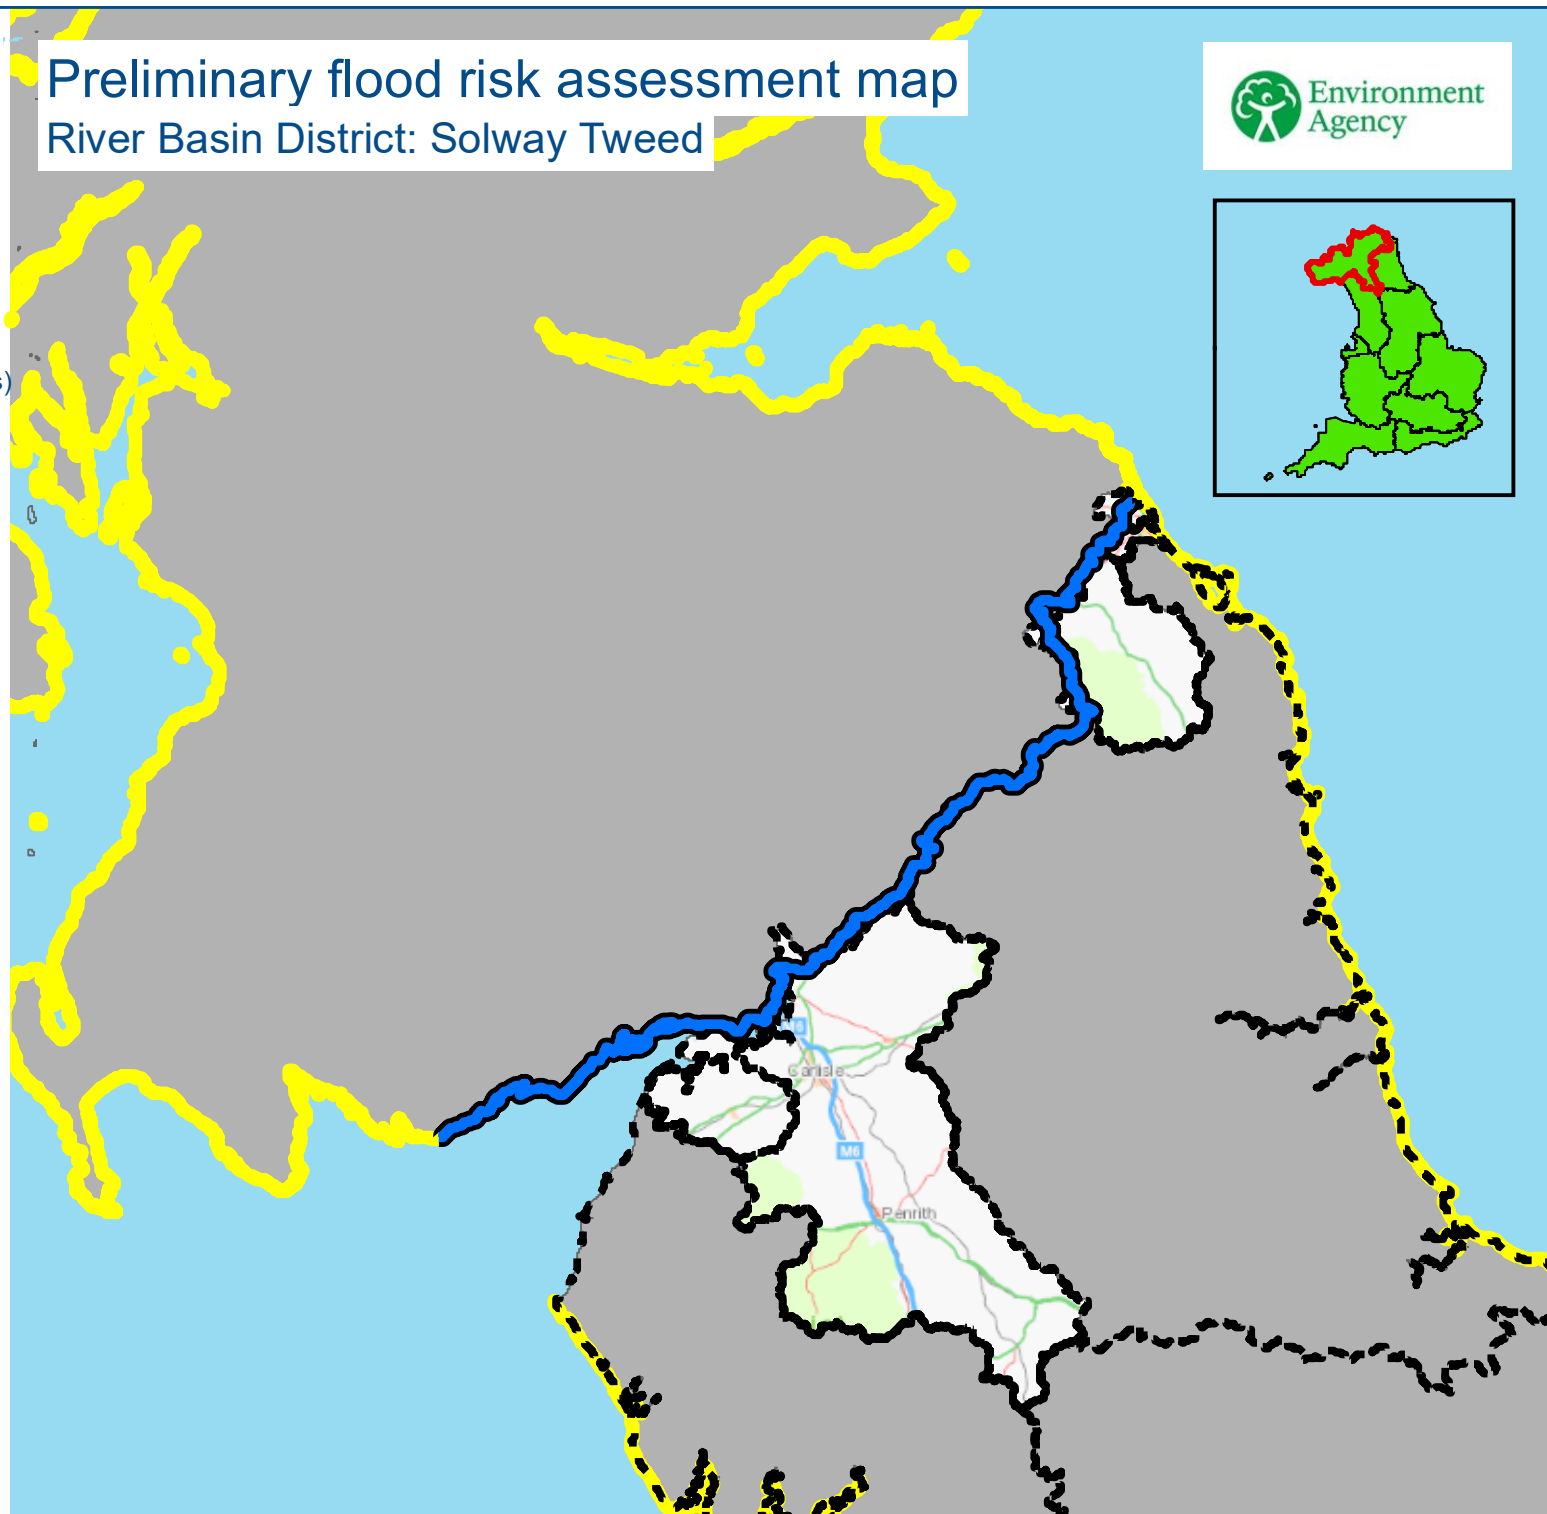 Preliminary flood risk assessment map
River Basin District: Solway Tweed
Environment
Agency
s)
M6
Carlisle
M6
Penrith